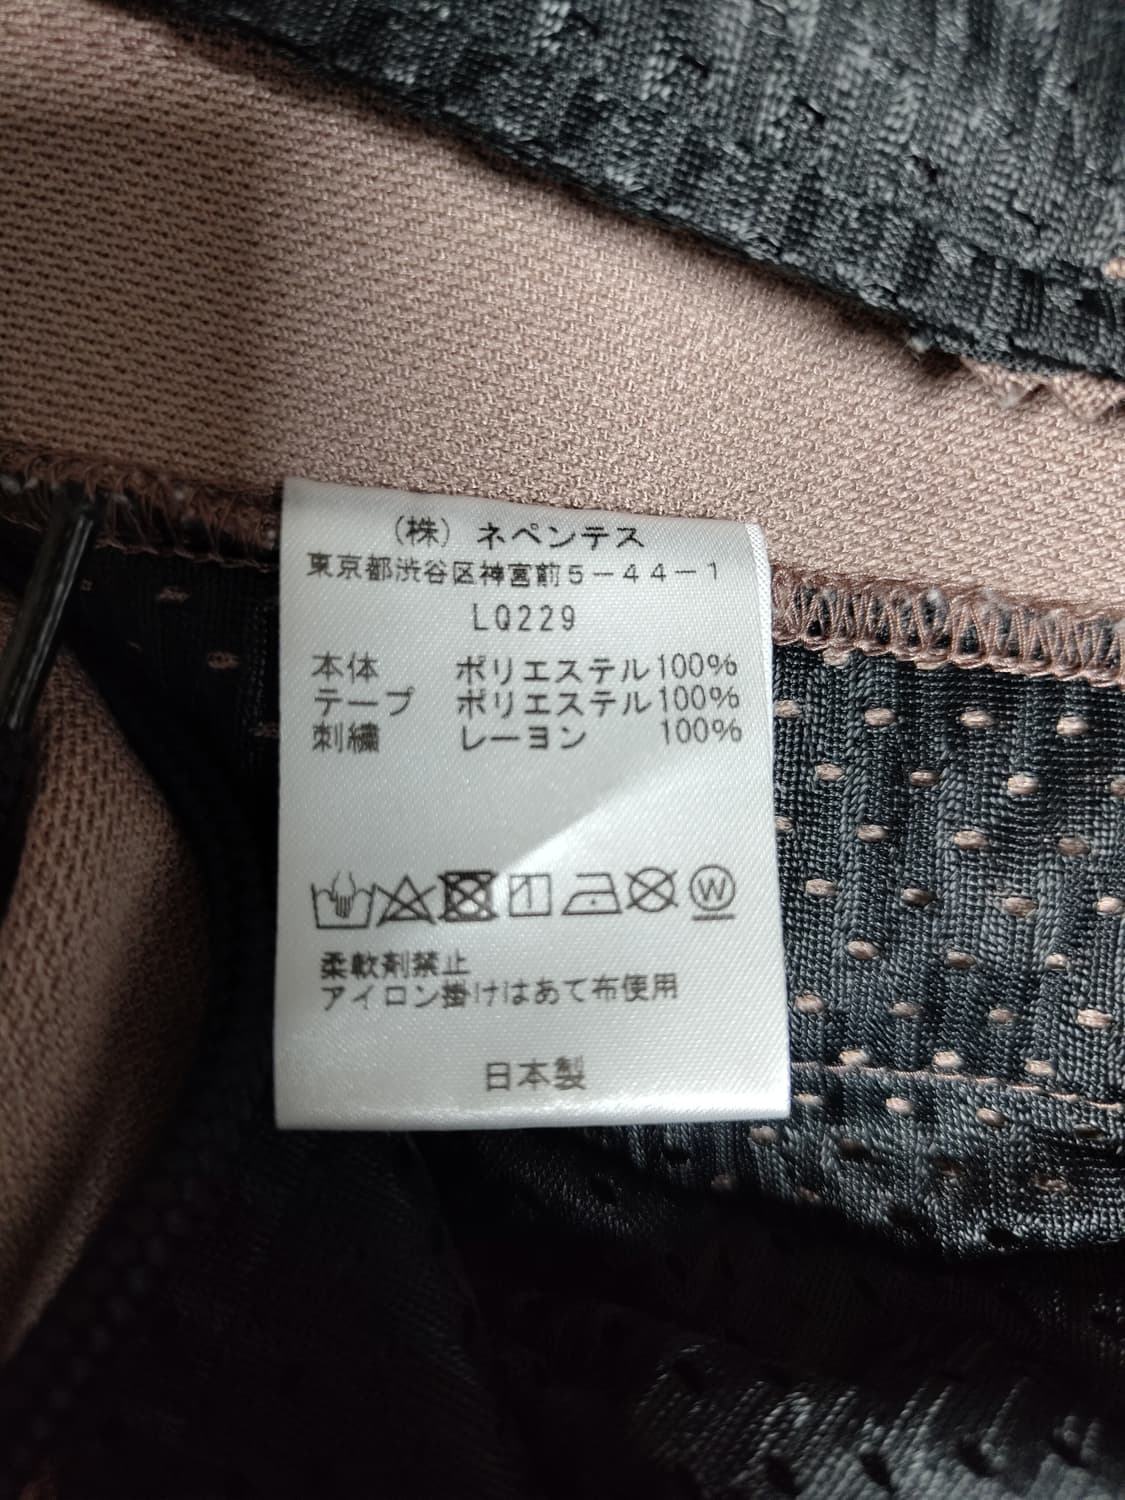 (株) ネペンテス
東京都渋谷区神宮前5-44-1
LQ229
本体 ポリエステル100%
テープ ポリエステル100%
刺繍 レーヨン 100%
W
柔軟剤禁止
アイロン掛けはあて布使用
日本製